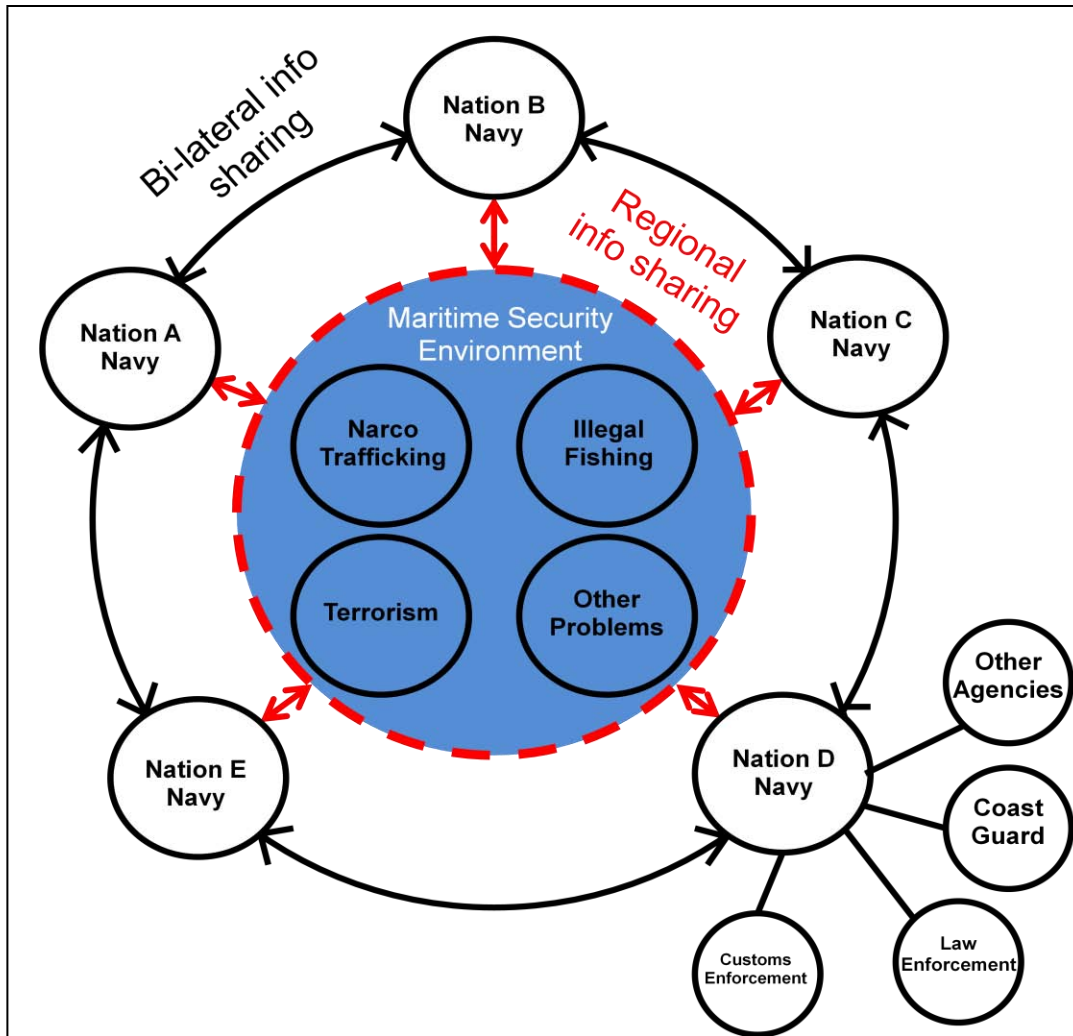 Bi-lateral info
sharing
Nation B
Navy
Regional
info sharing
Nation A
Navy
Maritime Security
Environment
Nation C
Navy
Narco
Trafficking
Illegal
Fishing
Terrorism
Other
Problems
Nation E
Navy
Nation D
Navy
Other
Agencies
Coast
Guard
Law
Enforcement
Customs
Enforcement